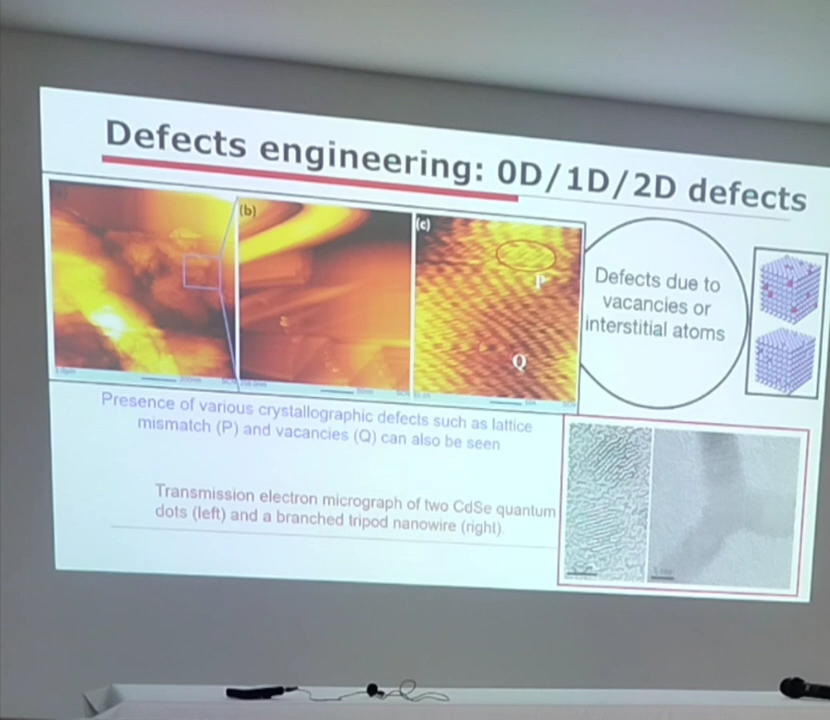 Defects engineering: 0D/1D/2D defects
(b)
(c)
P
Q
Defects due to
vacancies or
interstitial atoms
Presence of various crystallographic defects such as lattice
mismatch (P) and vacancies (Q) can also be seen
Transmission electron micrograph of two CdSe quantum
dots (left) and a branched tripod nanowire (right)